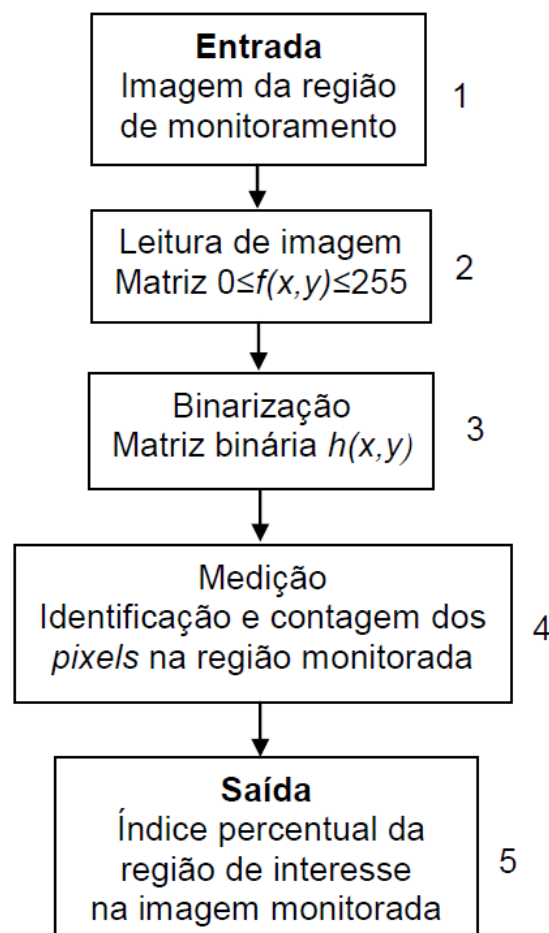 Entrada
Imagem da região
de monitoramento
1
Leitura de imagem
Matriz 0≤f(x,y)≤255
2
Binarização
Matriz binária h(x,y)
3
Medição
Identificação e contagem dos
pixels na região monitorada
4
Saída
Índice percentual da
região de interesse
na imagem monitorada
5